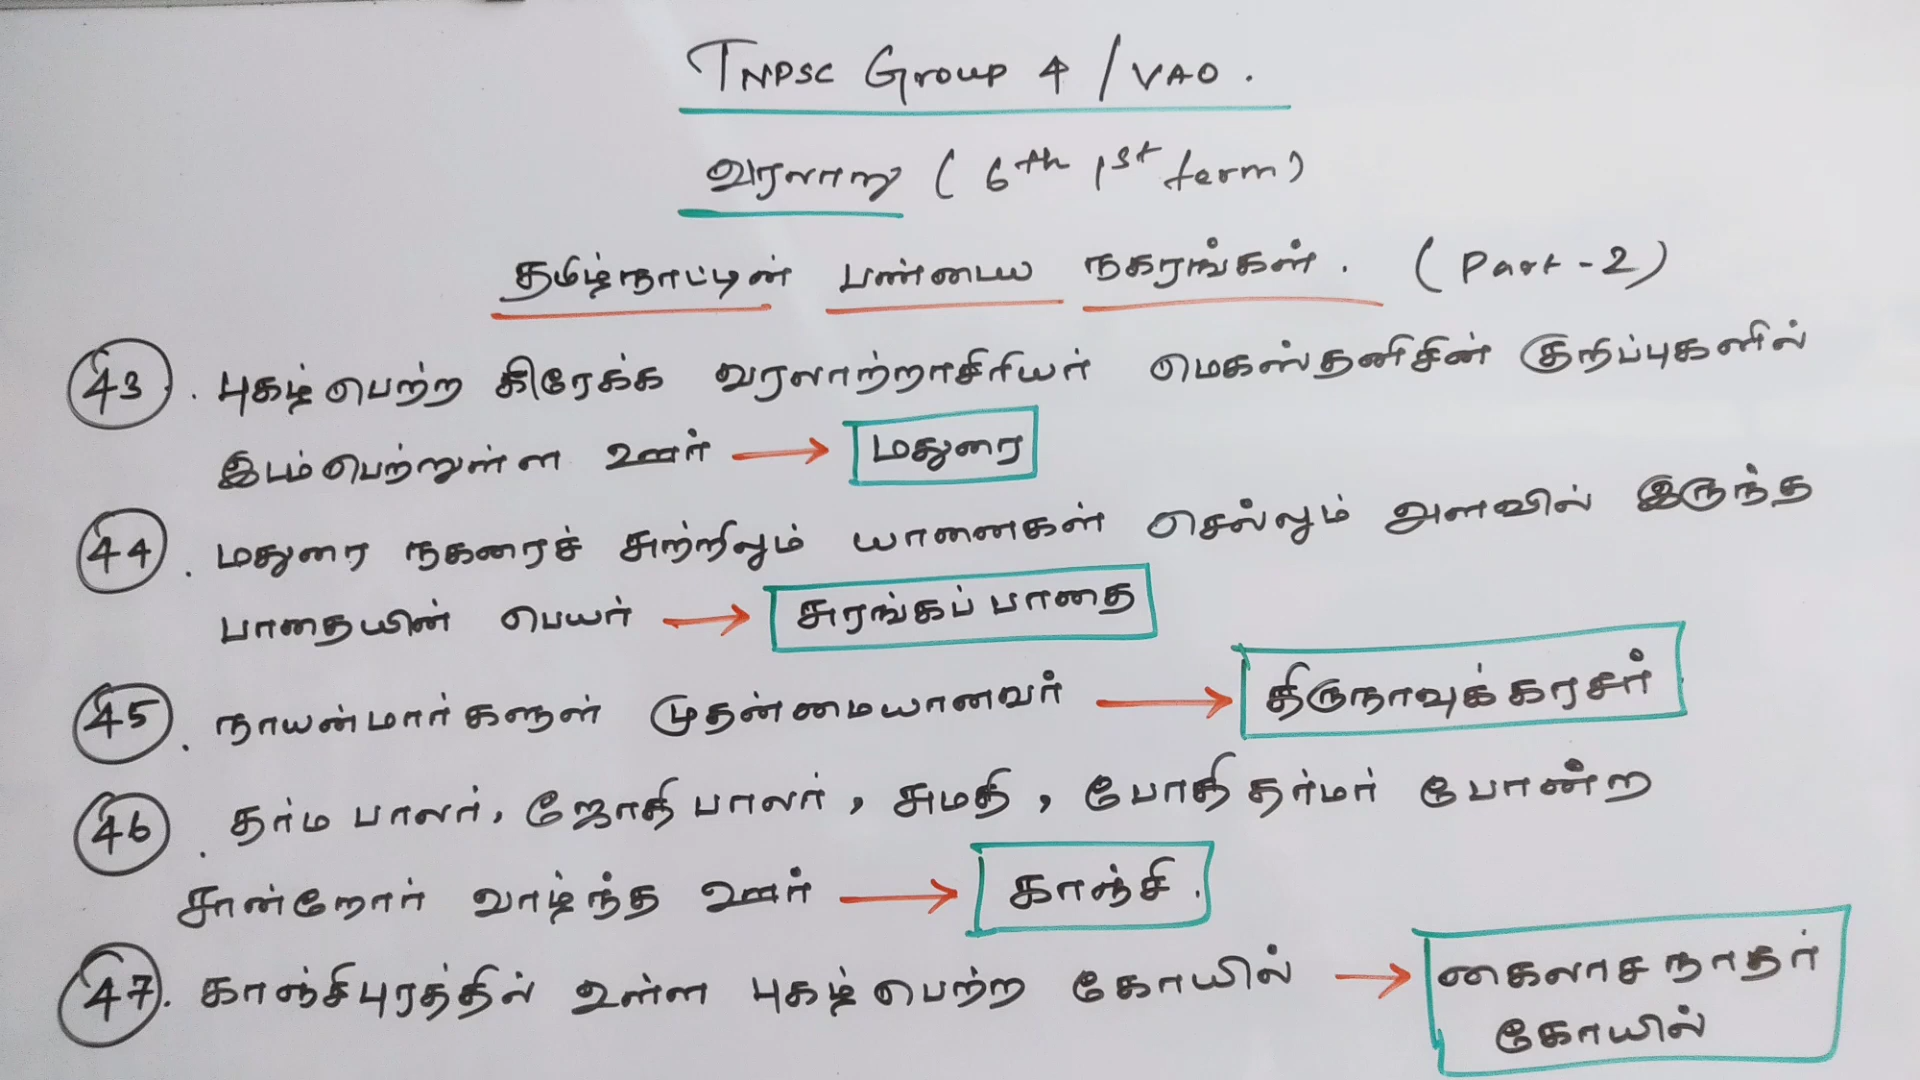 TNPSC Group 4 / VAO.
வரலாறு ( 6th 1st term )
தமிழ்நாட்டின் பண்டைய நகரங்கள். ( Part - 2 )
43. புகழ்பெற்ற கிரேக்க வரலாற்றாசிரியர் மெகஸ்தனிசின் குறிப்புகளில்
இடம்பெற்றுள்ள ஊர் → மதுரை
44. மதுரை நகரைச் சுற்றிலும் யானைகள் செல்லும் அளவில் இருந்த
பாதையின் பெயர் → சுரங்கப் பாதை
45. நாயன்மார்களுள் முதன்மையானவர் → திருநாவுக்கரசர்
46. தர்மபாலர், ஜோதிபாலர், சுமதி, போதி தர்மர் போன்ற
சான்றோர் வாழ்ந்த ஊர் → காஞ்சி.
47. காஞ்சிபுரத்தில் உள்ள புகழ்பெற்ற கோயில் → கைலாசநாதர்
கோயில்